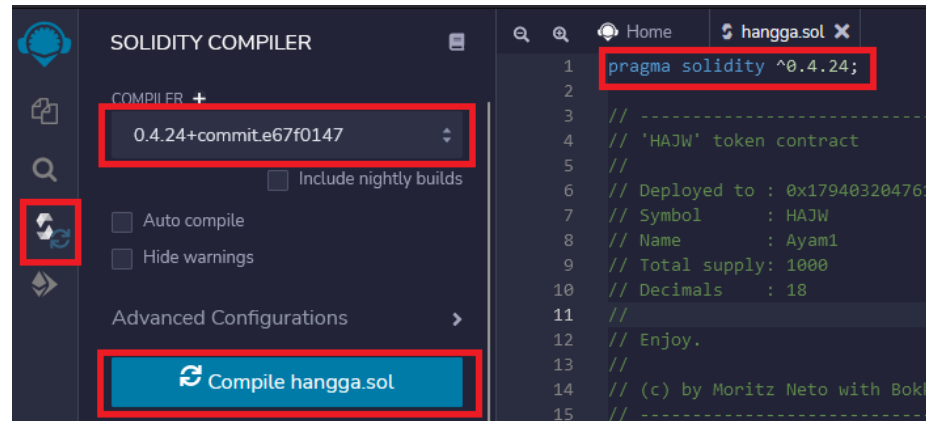 SOLIDITY COMPILER
COMPILER +
0.4.24+commit.e67f0147
Include nightly builds
Auto compile
Hide warnings
Advanced Configurations
Compile hangga.sol
Home
hangga.sol
1 pragma solidity ^0.4.24;
2
3 // ----------------------------
4 // 'HAJW' token contract
5 //
6 // Deployed to : 0x17940320476
7 // Symbol      : HAJW
8 // Name        : Ayam1
9 // Total supply: 1000
10 // Decimals    : 18
11 //
12 // Enjoy.
13 //
14 // (c) by Moritz Neto with
15 // ----------------------------